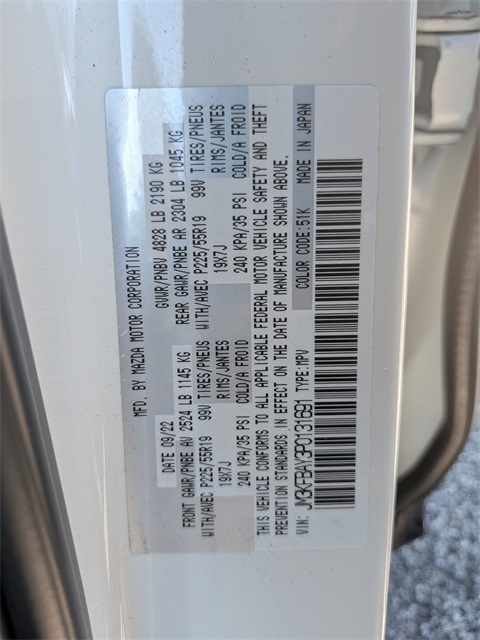 MFD. BY MAZDA MOTOR CORPORATION
DATE 09/22 GVWR/PNBV 4828 LB 2190 KG
FRONT GAWR/PNBE AV 2524 LB 1145 KG REAR GAWR/PNBE AR 2304 LB 1045 KG
WITH/AVEC P225/55R19 99V TIRES/PNEUS WITH/AVEC P225/55R19 99V TIRES/PNEUS
19X7J RIMS/JANTES 19X7J RIMS/JANTES
240 KPA/35 PSI COLD/A FROID 240 KPA/35 PSI COLD/A FROID
THIS VEHICLE CONFORMS TO ALL APPLICABLE FEDERAL MOTOR VEHICLE SAFETY AND THEFT
PREVENTION STANDARDS IN EFFECT ON THE DATE OF MANUFACTURE SHOWN ABOVE.
VIN: JM3KFBAY3P0131691 TYPE:MPV COLOR CODE:51K MADE IN JAPAN